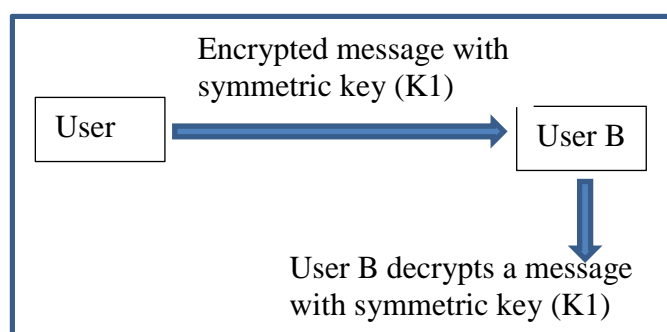 Encrypted message with
symmetric key (K1)
User
User B
User B decrypts a message
with symmetric key (K1)